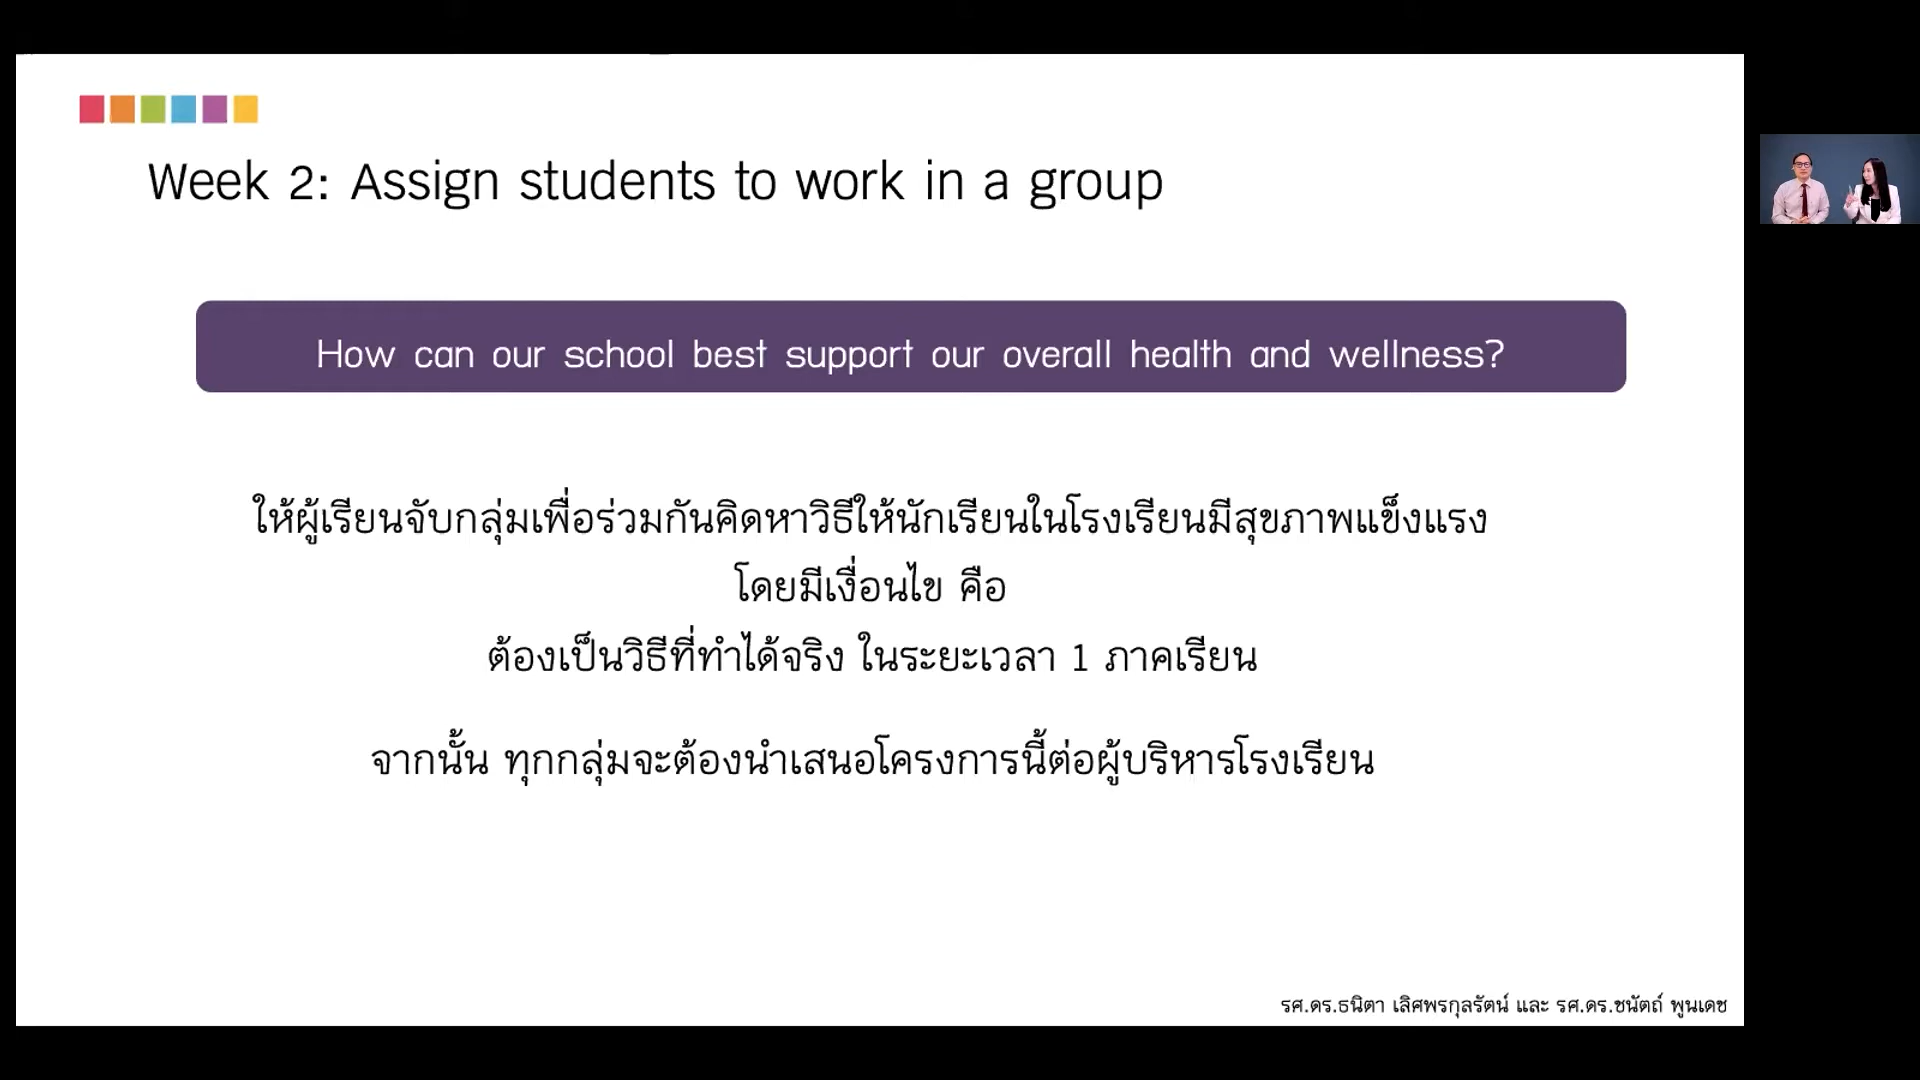 Week 2: Assign students to work in a group
How can our school best support our overall health and wellness?
ให้ผู้เรียนจับกลุ่มเพื่อร่วมกันคิดหาวิธีให้นักเรียนในโรงเรียนมีสุขภาพแข็งแรง
โดยมีเงื่อนไข คือ
ต้องเป็นวิธีที่ทำได้จริง ในระยะเวลา 1 ภาคเรียน
จากนั้น ทุกกลุ่มจะต้องนำเสนอโครงการนี้ต่อผู้บริหารโรงเรียน
รศ.ดร.ธนิตา เลิศพรกุลรัตน์ และ รศ.ดร.ชนัตถ์ พูนเดช